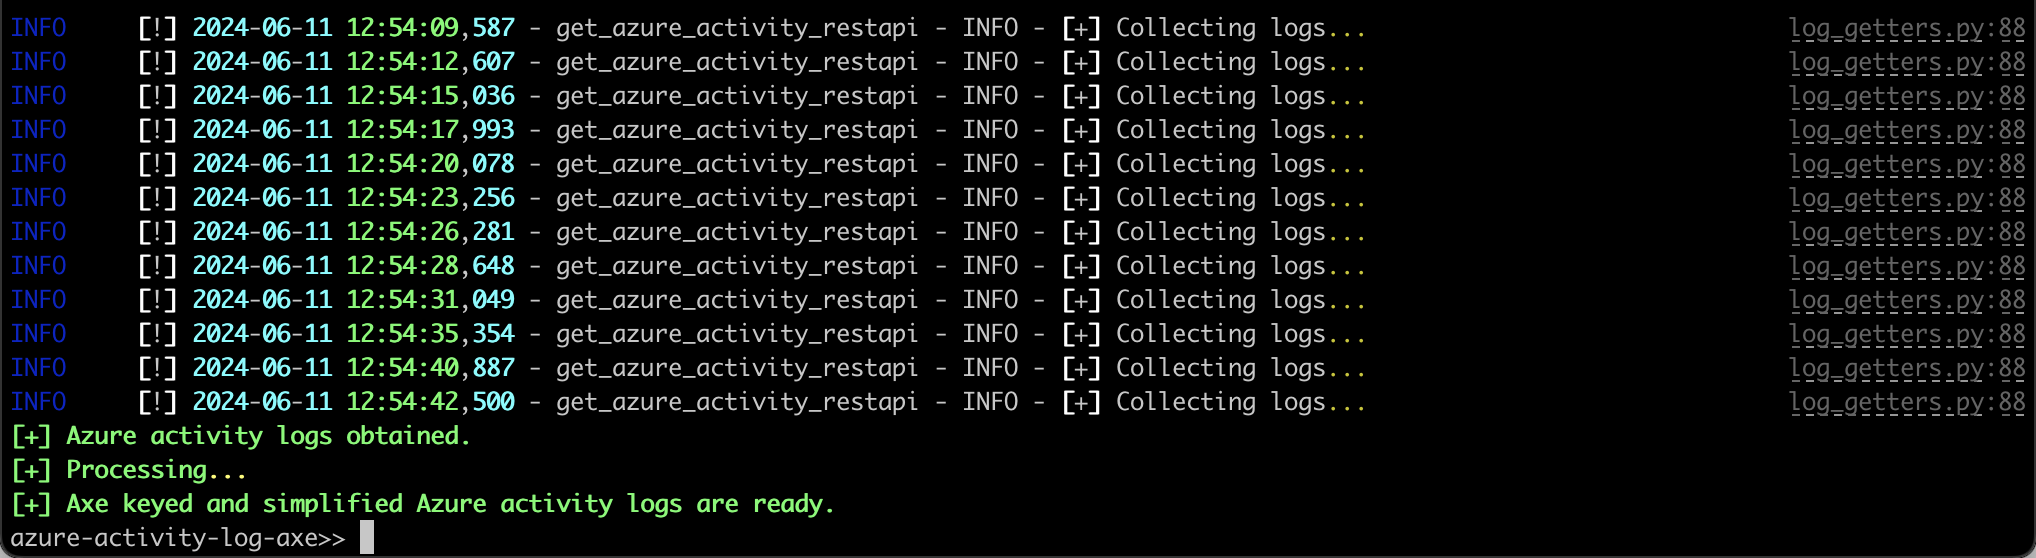 INFO [!] 2024-06-11 12:54:09,587 - get_azure_activity_restapi - INFO - [+] Collecting logs... log_getters.py:88
INFO [!] 2024-06-11 12:54:12,607 - get_azure_activity_restapi - INFO - [+] Collecting logs... log_getters.py:88
INFO [!] 2024-06-11 12:54:15,036 - get_azure_activity_restapi - INFO - [+] Collecting logs... log_getters.py:88
INFO [!] 2024-06-11 12:54:17,993 - get_azure_activity_restapi - INFO - [+] Collecting logs... log_getters.py:88
INFO [!] 2024-06-11 12:54:20,078 - get_azure_activity_restapi - INFO - [+] Collecting logs... log_getters.py:88
INFO [!] 2024-06-11 12:54:23,256 - get_azure_activity_restapi - INFO - [+] Collecting logs... log_getters.py:88
INFO [!] 2024-06-11 12:54:26,281 - get_azure_activity_restapi - INFO - [+] Collecting logs... log_getters.py:88
INFO [!] 2024-06-11 12:54:28,648 - get_azure_activity_restapi - INFO - [+] Collecting logs... log_getters.py:88
INFO [!] 2024-06-11 12:54:31,049 - get_azure_activity_restapi - INFO - [+] Collecting logs... log_getters.py:88
INFO [!] 2024-06-11 12:54:35,354 - get_azure_activity_restapi - INFO - [+] Collecting logs... log_getters.py:88
INFO [!] 2024-06-11 12:54:40,887 - get_azure_activity_restapi - INFO - [+] Collecting logs... log_getters.py:88
INFO [!] 2024-06-11 12:54:42,500 - get_azure_activity_restapi - INFO - [+] Collecting logs... log_getters.py:88
[+] Azure activity logs obtained.
[+] Processing...
[+] Axe keyed and simplified Azure activity logs are ready.
azure-activity-log-axe>>